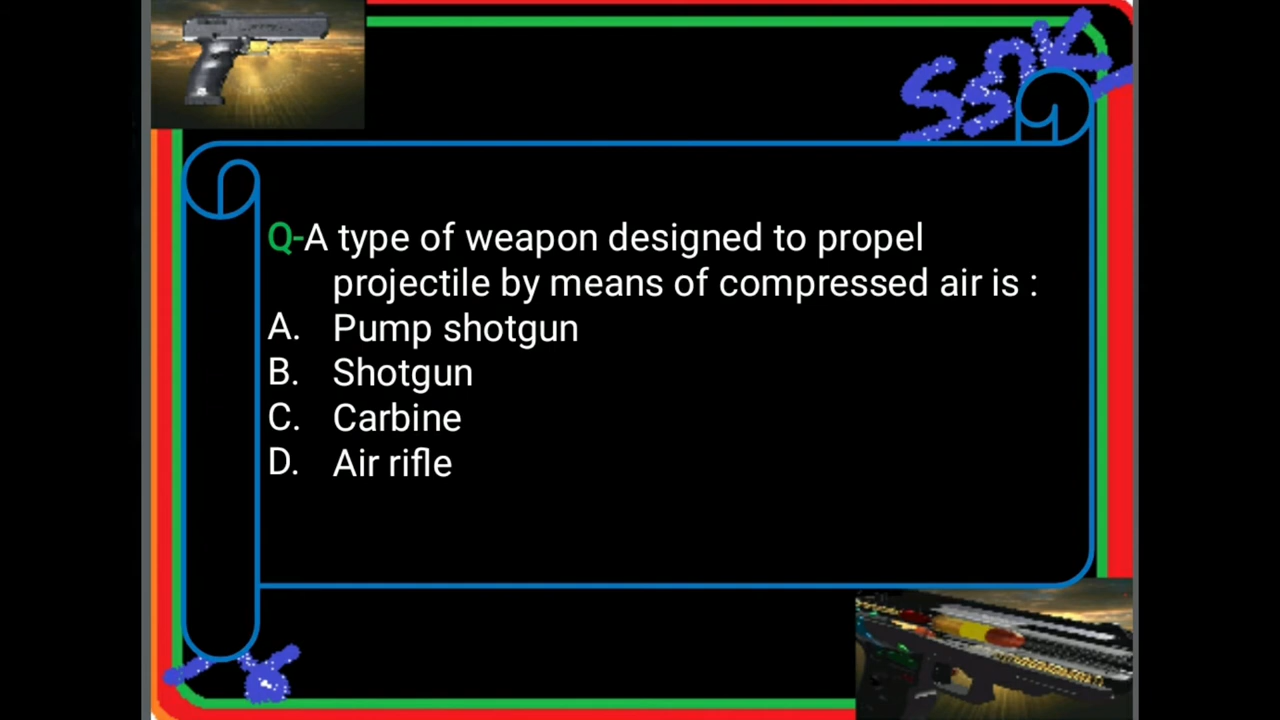 Q-A type of weapon designed to propel
projectile by means of compressed air is :
A. Pump shotgun
B. Shotgun
C. Carbine
D. Air rifle